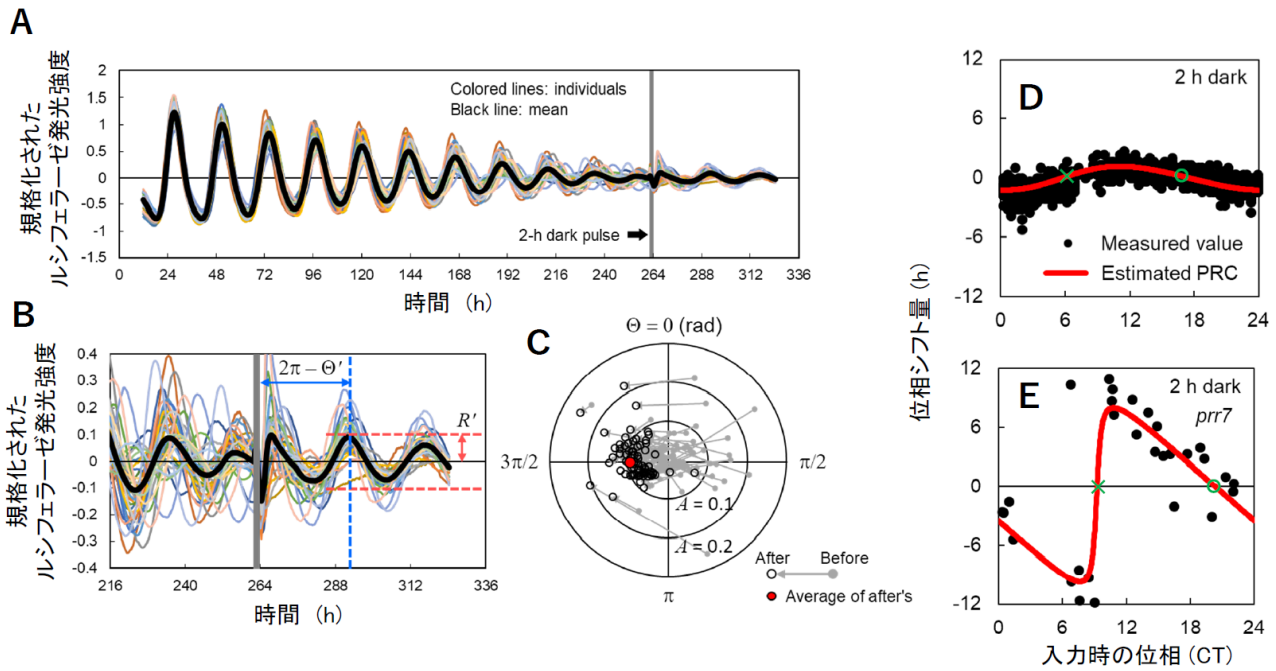 A
規格化された
ルシフェラーゼ発光強度
2
1.5
1
0.5
0
-0.5
-1
-1.5
Colored lines: individuals
Black line: mean
2-h dark pulse
0 24 48 72 96 120 144 168 192 216 240 264 288 312 336
時間 (h)
B
規格化された
ルシフェラーゼ発光強度
0.4
0.3
0.2
0.1
0
-0.1
-0.2
-0.3
-0.4
2π − Θ′
R′
216 240 264 288 312 336
時間 (h)
C
Θ = 0 (rad)
3π/2
π/2
A = 0.1
A = 0.2
π
After Before
Average of after's
位相シフト量 (h)
D
2 h dark
12
6
0
-6
-12
Measured value
Estimated PRC
0 6 12 18 24
E
2 h dark
prr7
12
6
0
-6
-12
0 6 12 18 24
入力時の位相 (CT)